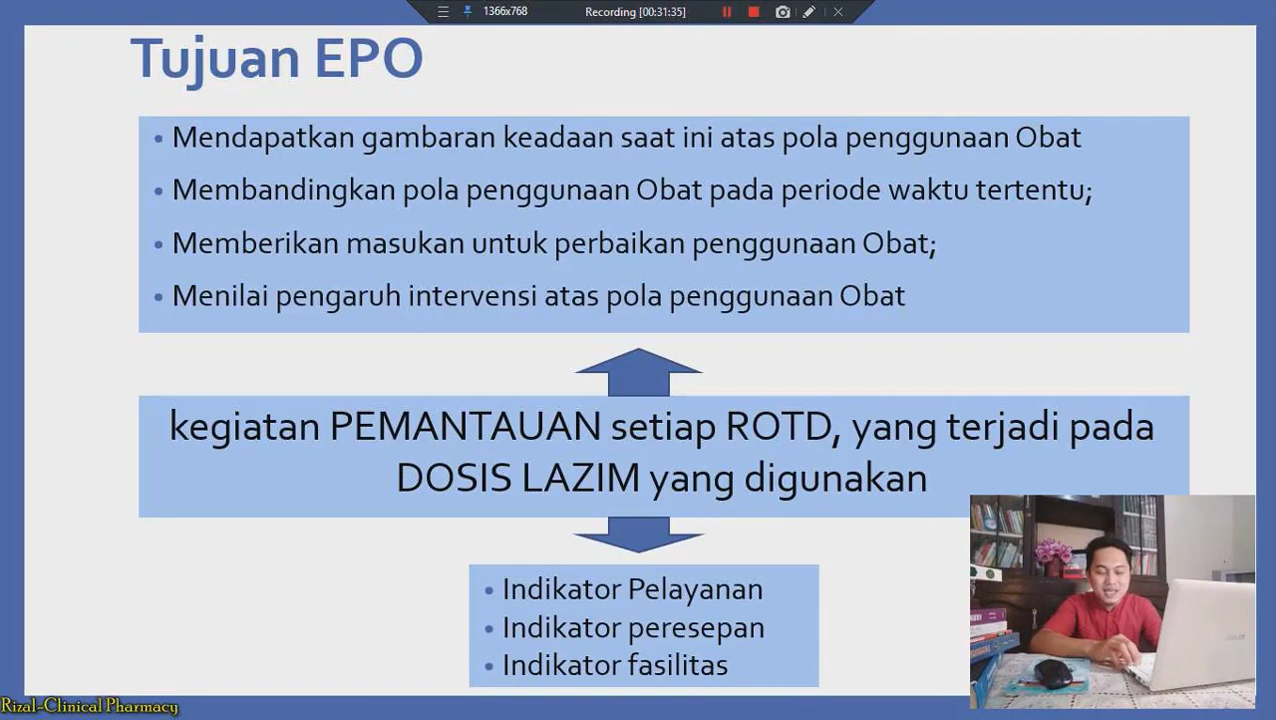 1366x768
Recording [00:31:35]
Tujuan EPO
• Mendapatkan gambaran keadaan saat ini atas pola penggunaan Obat
• Membandingkan pola penggunaan Obat pada periode waktu tertentu;
• Memberikan masukan untuk perbaikan penggunaan Obat;
• Menilai pengaruh intervensi atas pola penggunaan Obat
kegiatan PEMANTAUAN setiap ROTD, yang terjadi pada
DOSIS LAZIM yang digunakan
• Indikator Pelayanan
• Indikator peresepan
• Indikator fasilitas
Rizal-Clinical Pharmacy